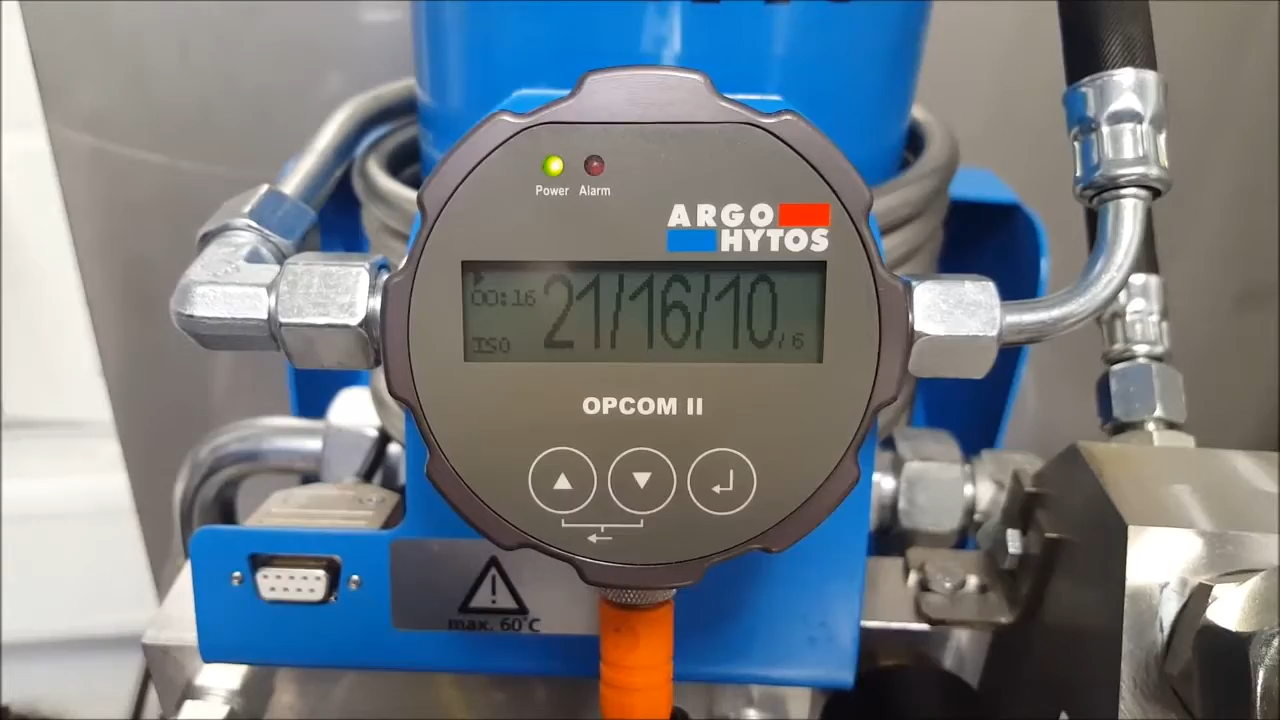 Power Alarm
ARGO
HYTOS
00:16 21/16/10/6
ISO
OPCOM II
max. 60°C